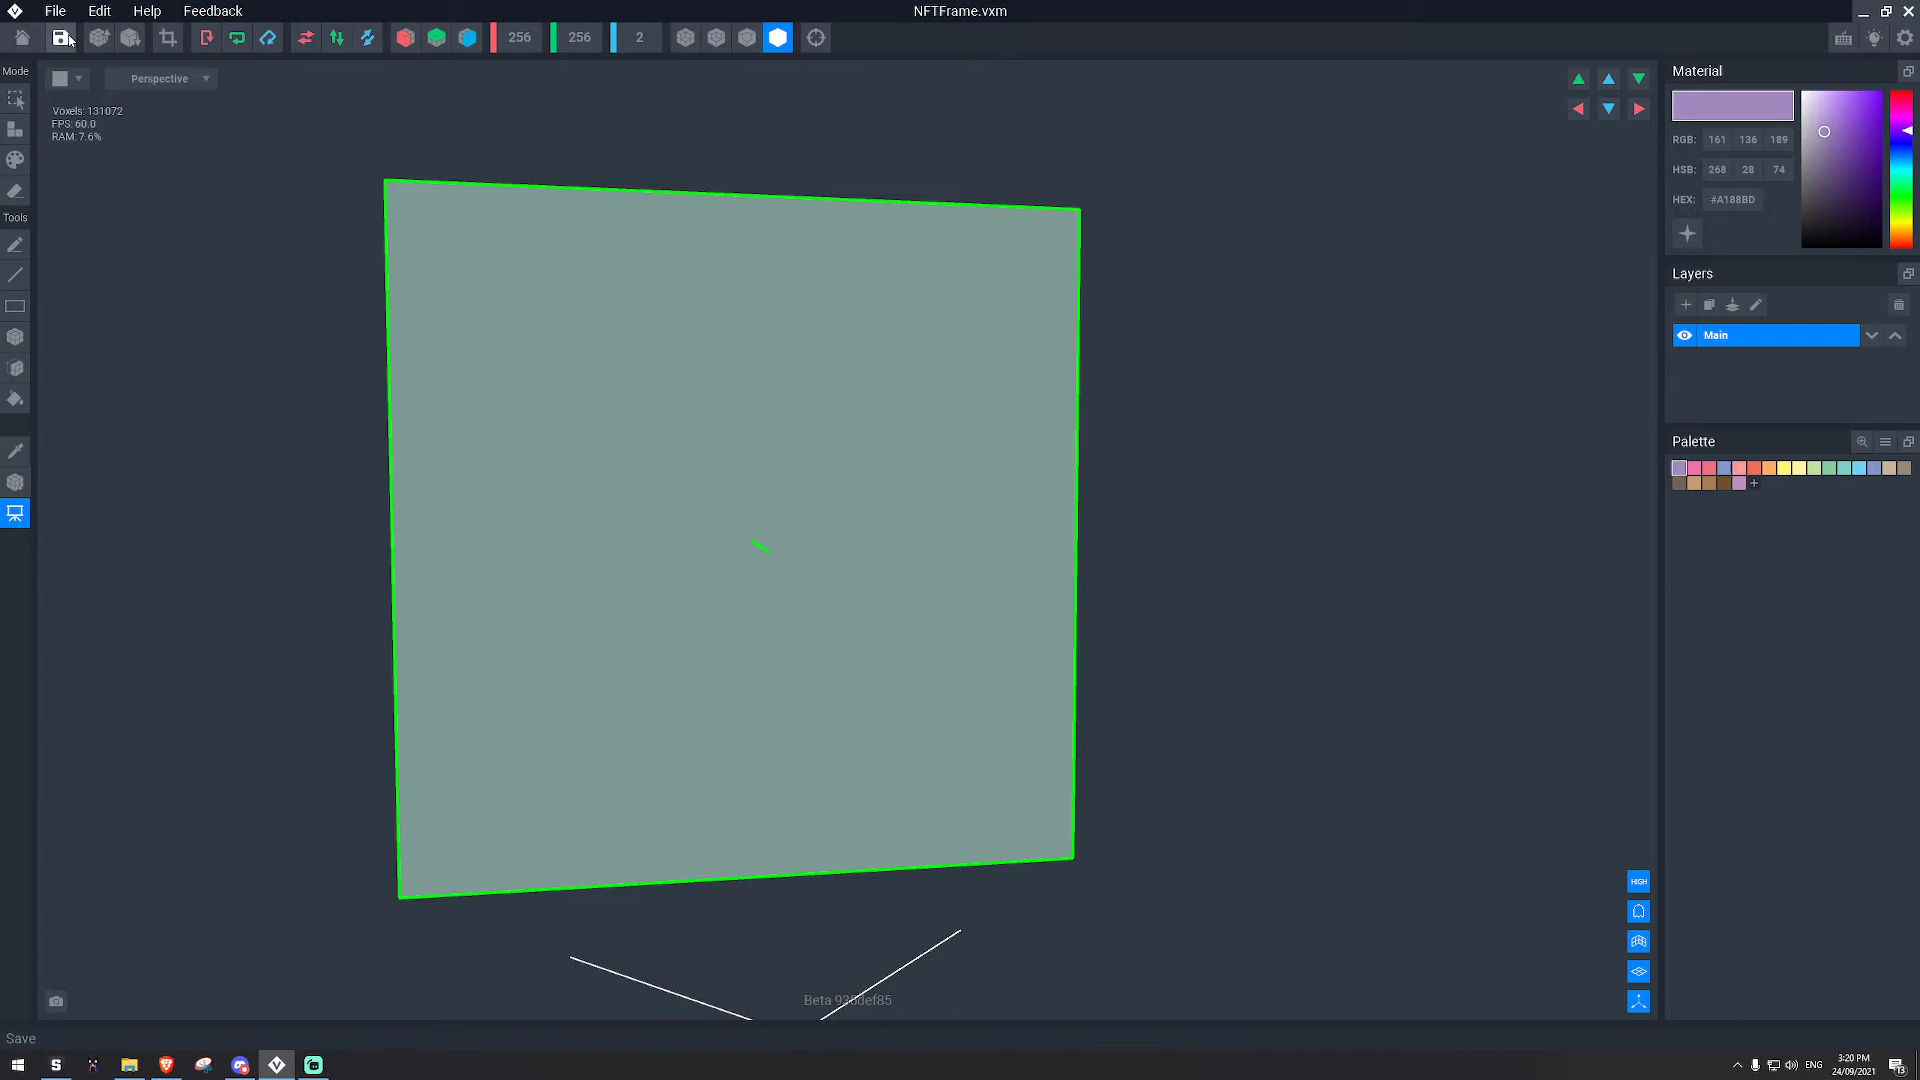 File Edit Help Feedback NFTFrame.vxm
256 256 2
Mode
Perspective
Voxels: 131072
FPS: 60.0
RAM: 7.6%
Tools
Material
RGB: 161 136 189
HSB: 268 28 74
HEX: #A188BD
Layers
Main
Palette
HIGH
Save
3:20 PM
ENG
24/09/2021
13